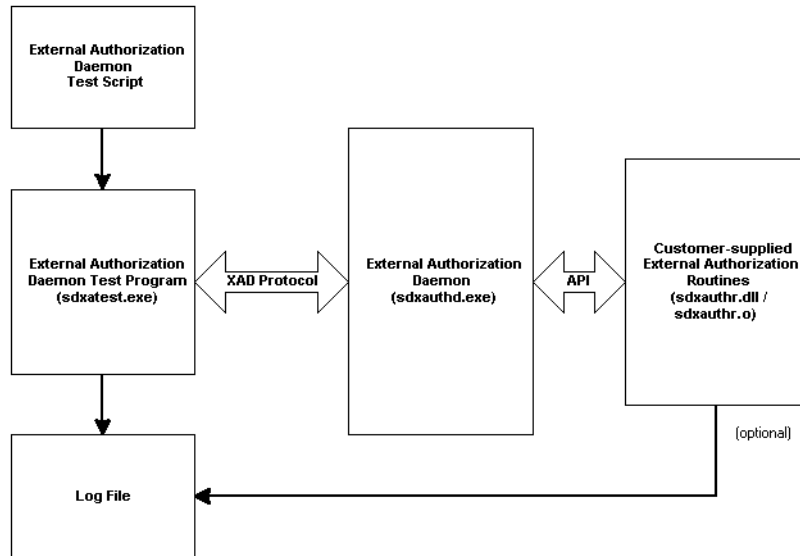 External Authorization
Daemon
Test Script
External Authorization
Daemon Test Program
(sdxatest.exe)
XAD Protocol
External Authorization
Daemon
(sdxauthd.exe)
API
Customer-supplied
External Authorization
Routines
(sdxauthr.dll /
sdxauthr.o)
(optional)
Log File